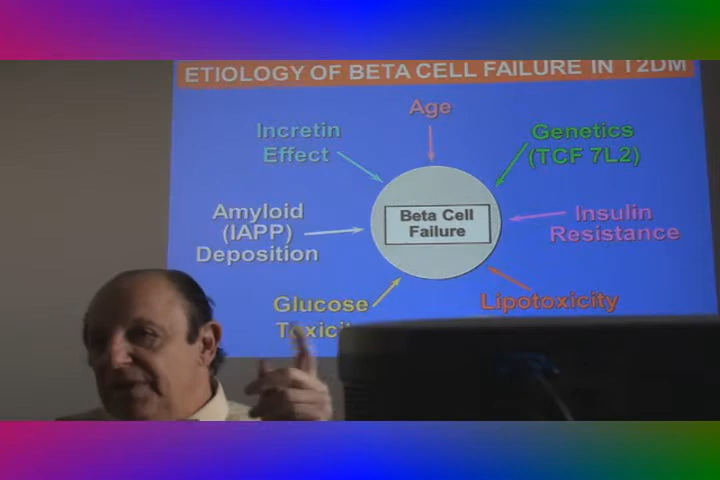 ETIOLOGY OF BETA CELL FAILURE IN T2DM
Age
Incretin
Effect
Genetics
(TCF 7L2)
Amyloid
(IAPP)
Deposition
Beta Cell
Failure
Insulin
Resistance
Glucose
Lipotoxicity